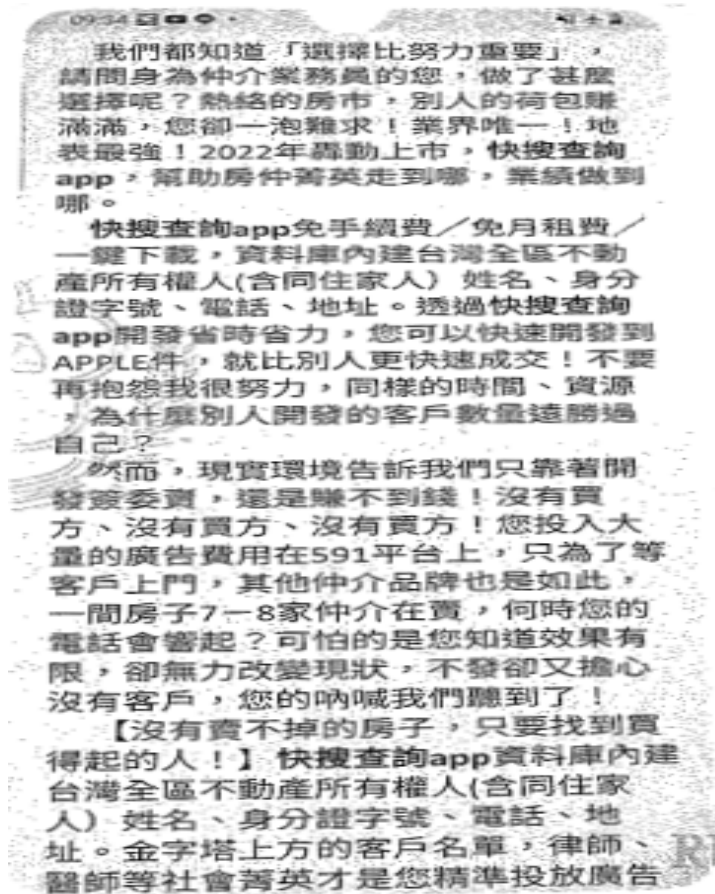 09:34
我們都知道「選擇比努力重要」，
請問身為仲介業務員的您，做了甚麼
選擇呢？熱絡的房市，別人的荷包賺
滿滿，您卻一泡難求！業界唯一！地
表最強！2022年轟動上市，快搜查詢
app，幫助房仲菁英走到哪，業績做到
哪。
快搜查詢app免手續費／免月租費／
一鍵下載，資料庫內建台灣全區不動
產所有權人(含同住家人）姓名、身分
證字號、電話、地址。透過快搜查詢
app開發省時省力，您可以快速開發到
APPLE件，就比別人更快速成交！不要
再抱怨我很努力，同樣的時間、資源
，為什麼別人開發的客戶數量遠勝過
自己？
然而，現實環境告訴我們只靠著開
發簽委賣，還是賺不到錢！沒有買
方、沒有買方、沒有買方！您投入大
量的廣告費用在591平台上，只為了等
客戶上門，其他仲介品牌也是如此，
一間房子7－8家仲介在賣，何時您的
電話會響起？可怕的是您知道效果有
限，卻無力改變現狀，不發卻又擔心
沒有客戶，您的吶喊我們聽到了！
【沒有賣不掉的房子，只要找到買
得起的人！】快搜查詢app資料庫內建
台灣全區不動產所有權人(含同住家
人）姓名、身分證字號、電話、地
址。金字塔上方的客戶名單，律師、
醫師等社會菁英才是您精準投放廣告